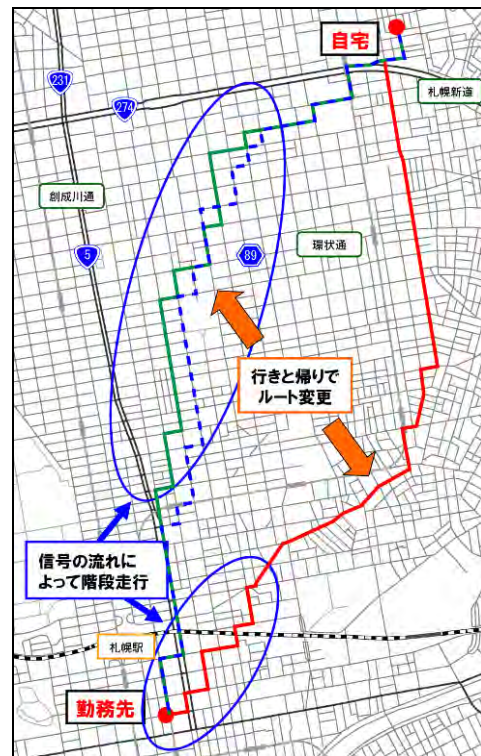 自宅
231
274
札幌新道
創成川通
環状通
89
5
行きと帰りで
ルート変更
信号の流れに
よって階段走行
札幌駅
勤務先